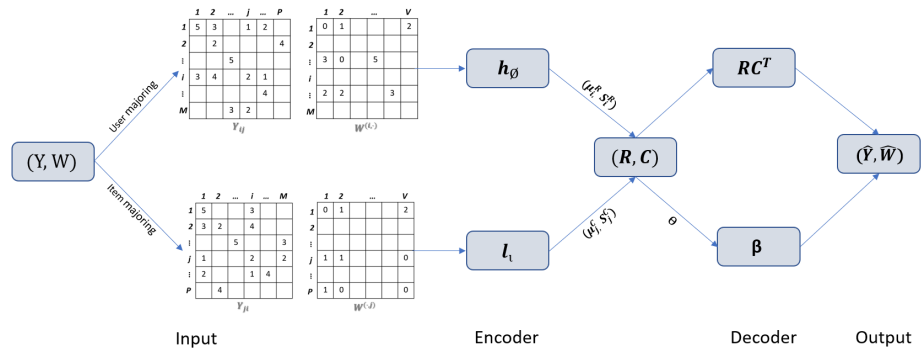 1 2 ... j ... P
1 5 3 1 2
2 2 4
⋮ 5
i 3 4 2 1
⋮ 4
M 3 2
Y_ij
1 2 ... V
1 0 1 2
2
⋮ 3 0 5
i
⋮ 2 2 3
M
W^(i,·)
User majoring
(Y, W)
Item majoring
1 2 ... ... i ... M
1 5 3
2 3 2 4
⋮ 5 3
j 1 2 2
⋮ 2 1 4
P 4
Y_ji
1 2 ... V
1 0 1 2
2
⋮
j 1 1 0
⋮
P 1 0 0
W^(·,j)
h_∅
(μ_i^R, S_i^R)
l_ι
(μ_j^C, S_j^C)
(R, C)
RC^T
θ
β
(Ŷ, Ŵ)
Input Encoder Decoder Output